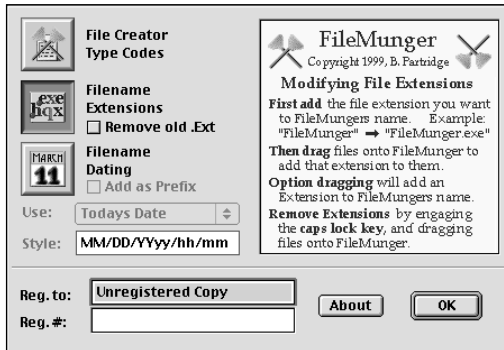 File Creator
Type Codes
.exe
hqx
Filename
Extensions
Remove old .Ext
MARCH
11
Filename
Dating
Add as Prefix
Use:
Todays Date
Style:
MM/DD/YYyy/hh/mm
FileMunger
Copyright 1999, B. Partridge
Modifying File Extensions
First add the file extension you want
to FileMungers name. Example:
"FileMunger" ➡ "FileMunger.exe"
Then drag files onto FileMunger to
add that extension to them.
Option dragging will add an
Extension to FileMungers name.
Remove Extensions by engaging
the caps lock key, and dragging
files onto FileMunger.
Reg. to:
Unregistered Copy
Reg. #:
About
OK